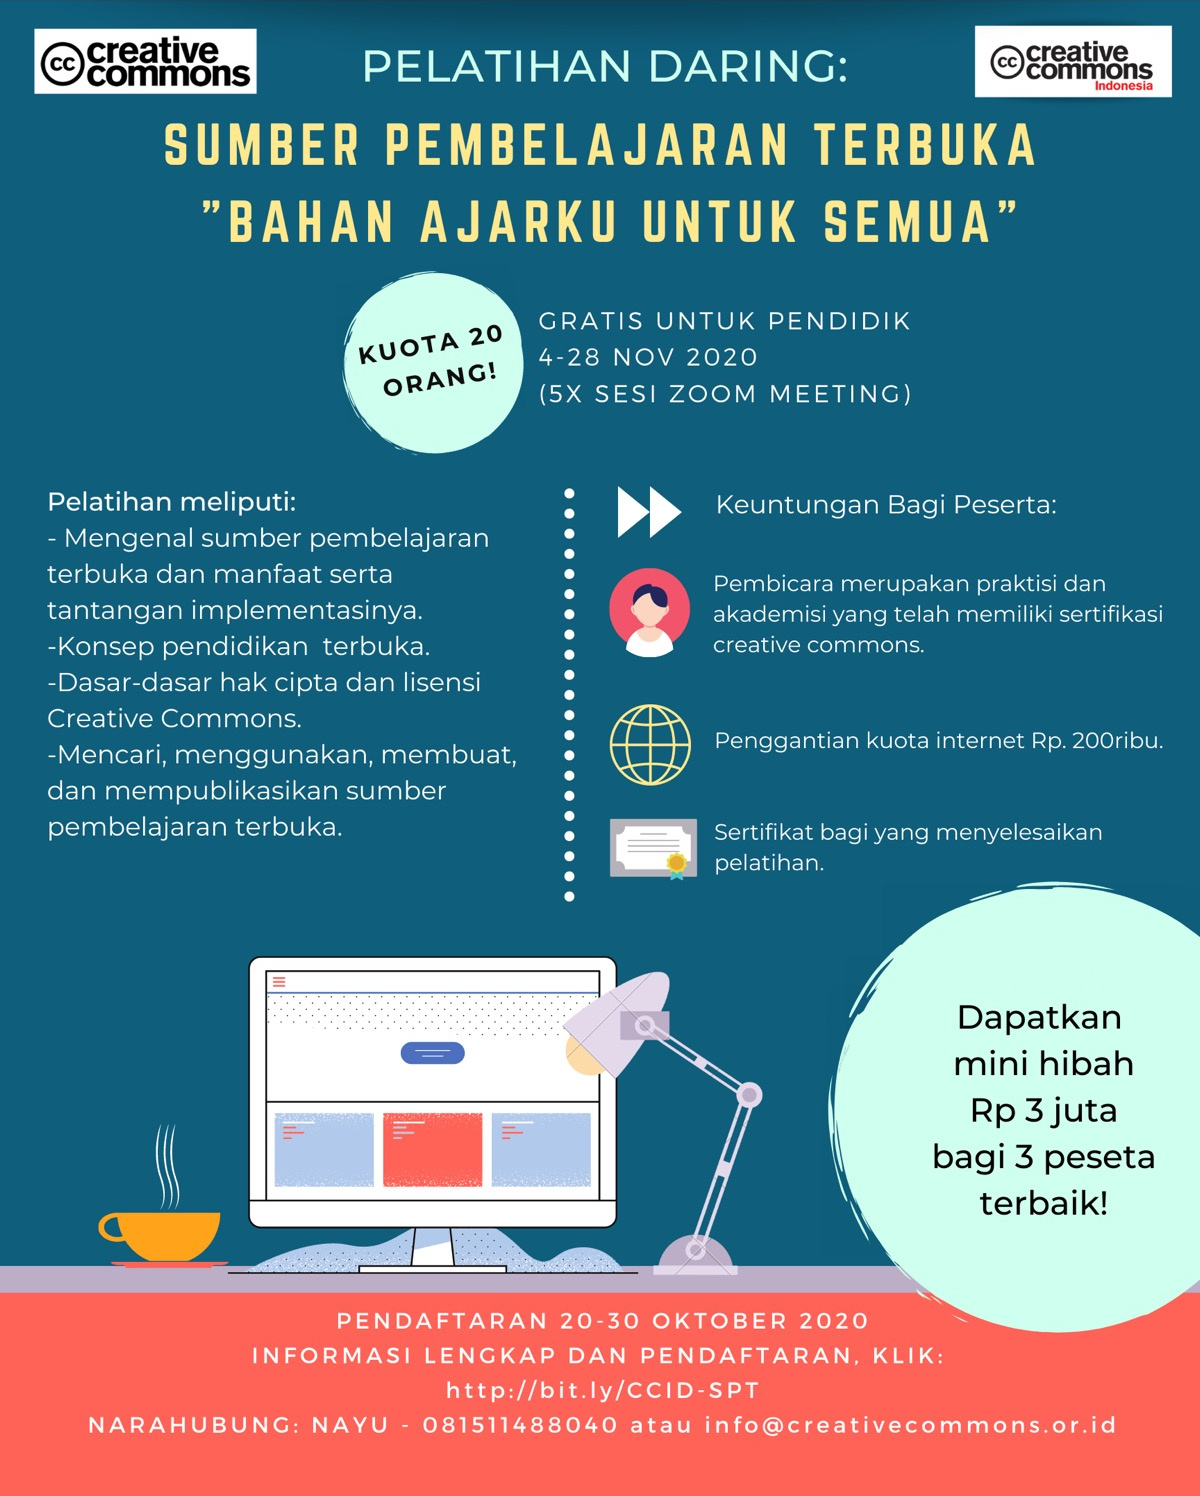 cc creative commons
PELATIHAN DARING:
cc creative commons Indonesia
SUMBER PEMBELAJARAN TERBUKA
"BAHAN AJARKU UNTUK SEMUA"
KUOTA 20
ORANG!
GRATIS UNTUK PENDIDIK
4-28 NOV 2020
(5X SESI ZOOM MEETING)
Pelatihan meliputi:
- Mengenal sumber pembelajaran
terbuka dan manfaat serta
tantangan implementasinya.
-Konsep pendidikan  terbuka.
-Dasar-dasar hak cipta dan lisensi
Creative Commons.
-Mencari, menggunakan, membuat,
dan mempublikasikan sumber
pembelajaran terbuka.
Keuntungan Bagi Peserta:
Pembicara merupakan praktisi dan
akademisi yang telah memiliki sertifikasi
creative commons.
Penggantian kuota internet Rp. 200ribu.
Sertifikat bagi yang menyelesaikan
pelatihan.
Dapatkan
mini hibah
Rp 3 juta
bagi 3 peseta
terbaik!
PENDAFTARAN 20-30 OKTOBER 2020
INFORMASI LENGKAP DAN PENDAFTARAN, KLIK:
http://bit.ly/CCID-SPT
NARAHUBUNG: NAYU - 081511488040 atau info@creativecommons.or.id